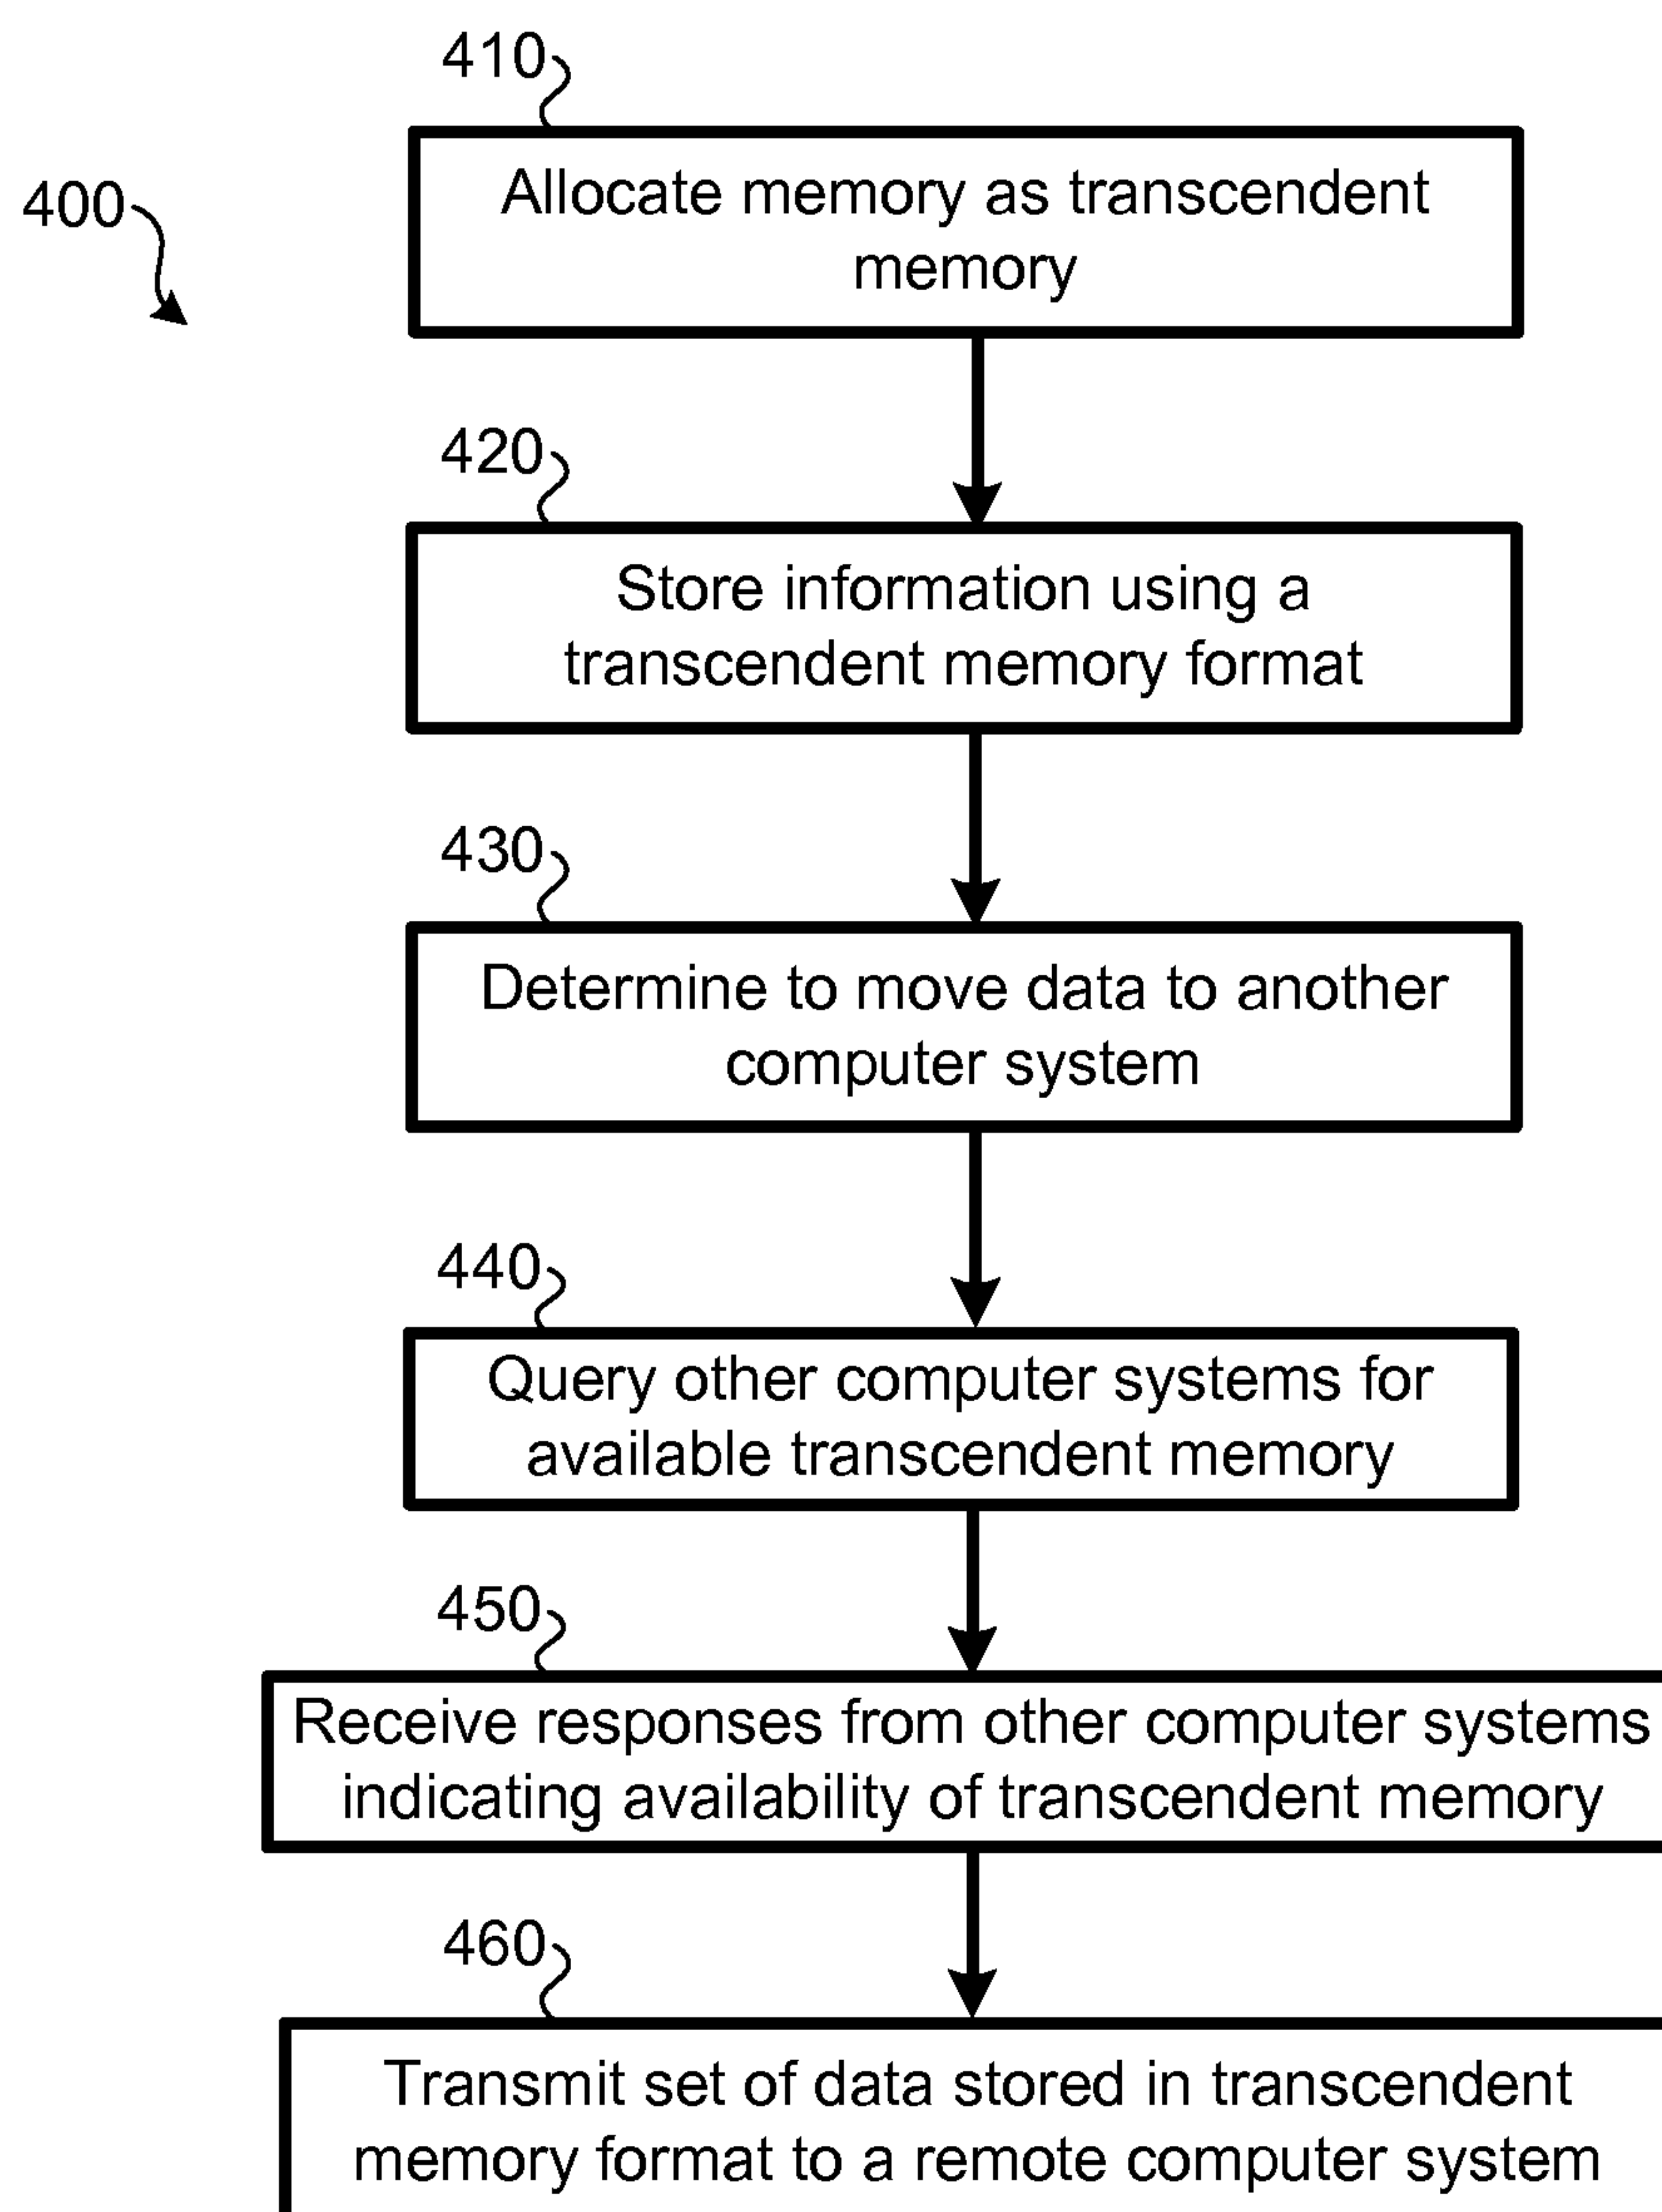 410
400
Allocate memory as transcendent
memory
420
Store information using a
transcendent memory format
430
Determine to move data to another
computer system
440
Query other computer systems for
available transcendent memory
450
Receive responses from other computer systems
indicating availability of transcendent memory
460
Transmit set of data stored in transcendent
memory format to a remote computer system